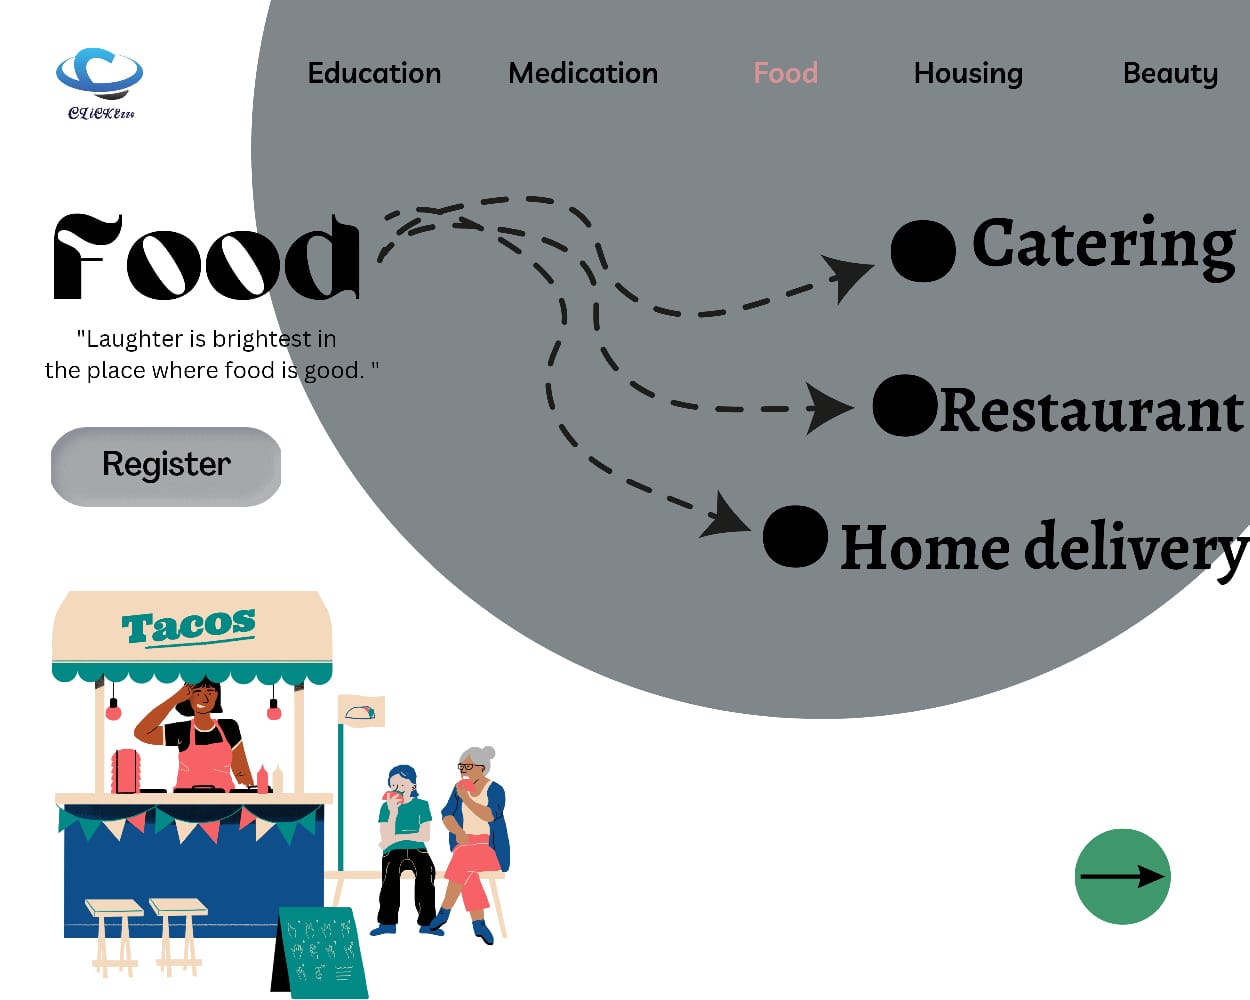 CLiCKEzze
Education Medication Food Housing Beauty
Food
"Laughter is brightest in
the place where food is good. "
Register
Catering
Restaurant
Home delivery
Tacos